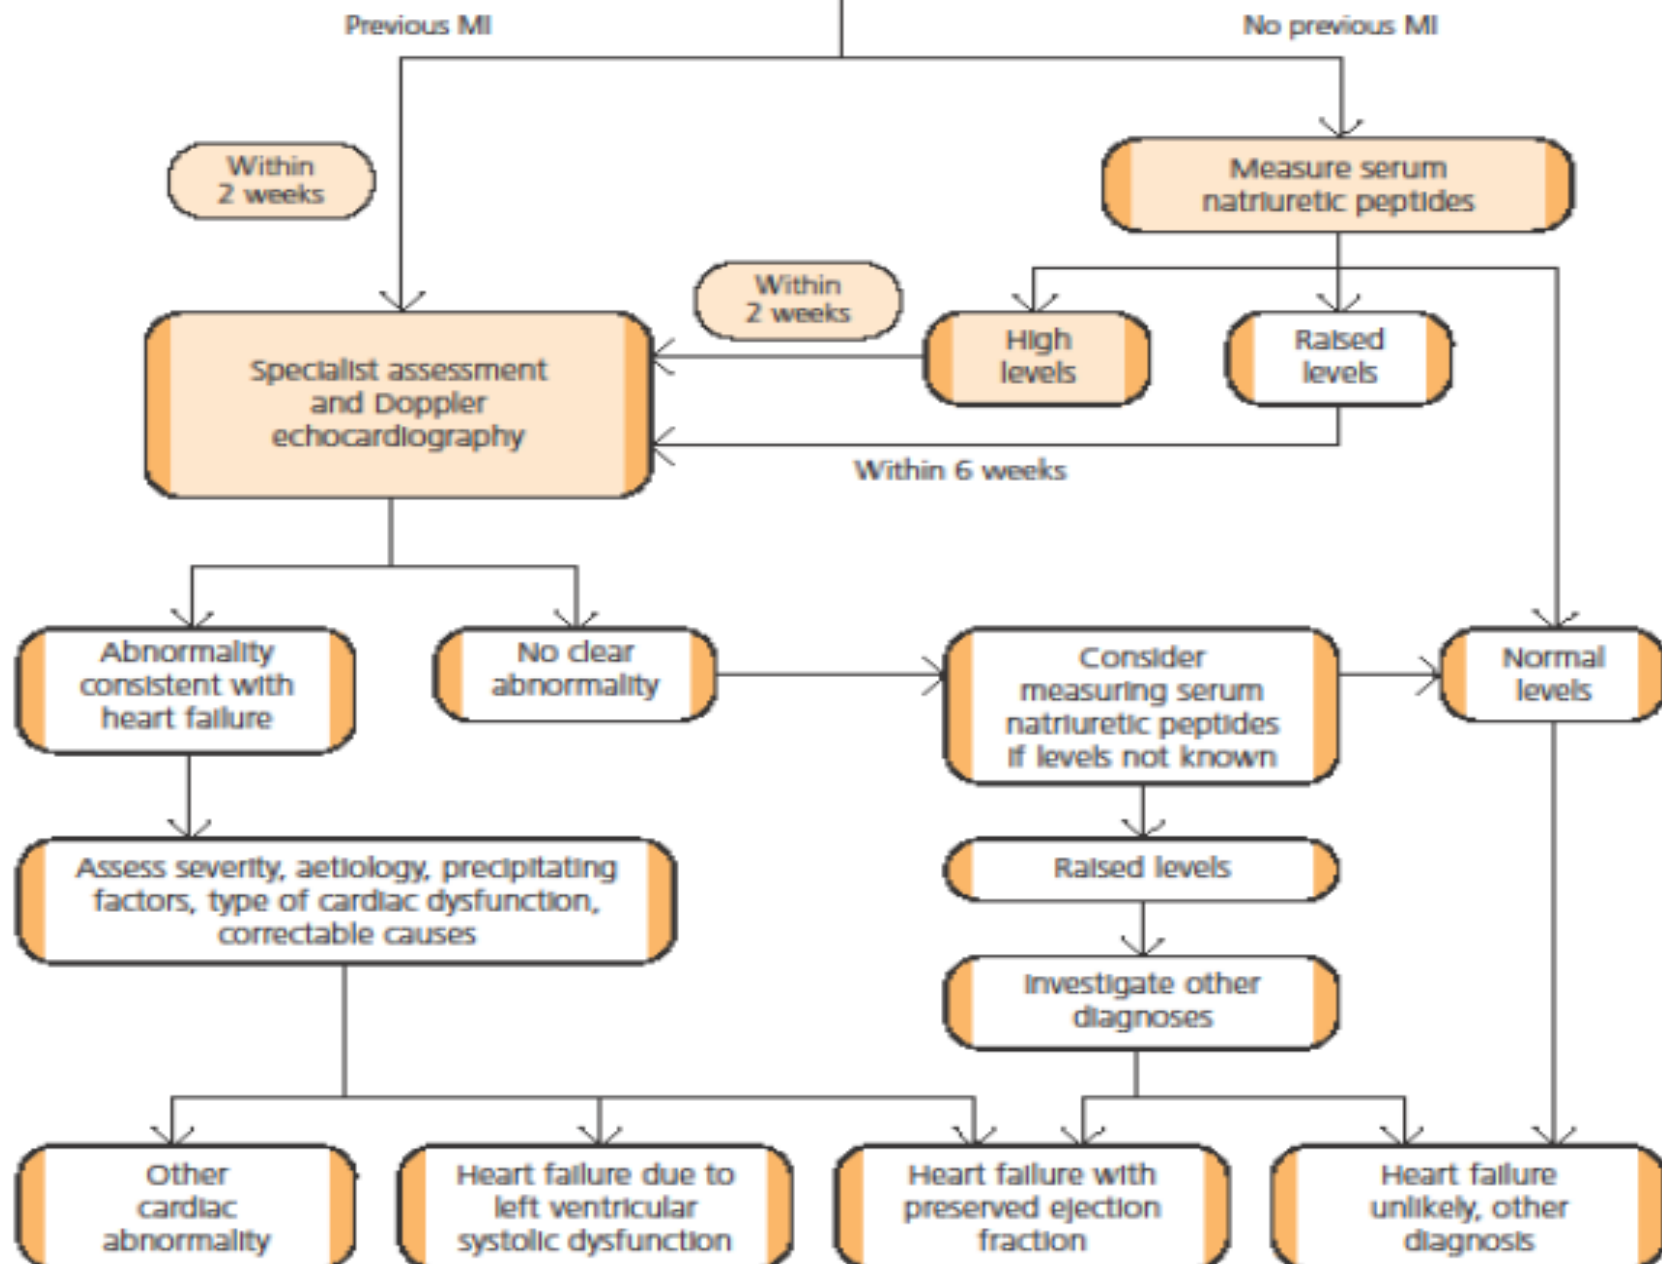 Previous MI
No previous MI
Within
2 weeks
Measure serum
natriuretic peptides
Within
2 weeks
High
levels
Raised
levels
Specialist assessment
and Doppler
echocardiography
Within 6 weeks
Abnormality
consistent with
heart failure
No clear
abnormality
Consider
measuring serum
natriuretic peptides
if levels not known
Normal
levels
Assess severity, aetiology, precipitating
factors, type of cardiac dysfunction,
correctable causes
Raised levels
Investigate other
diagnoses
Other
cardiac
abnormality
Heart failure due to
left ventricular
systolic dysfunction
Heart failure with
preserved ejection
fraction
Heart failure
unlikely, other
diagnosis